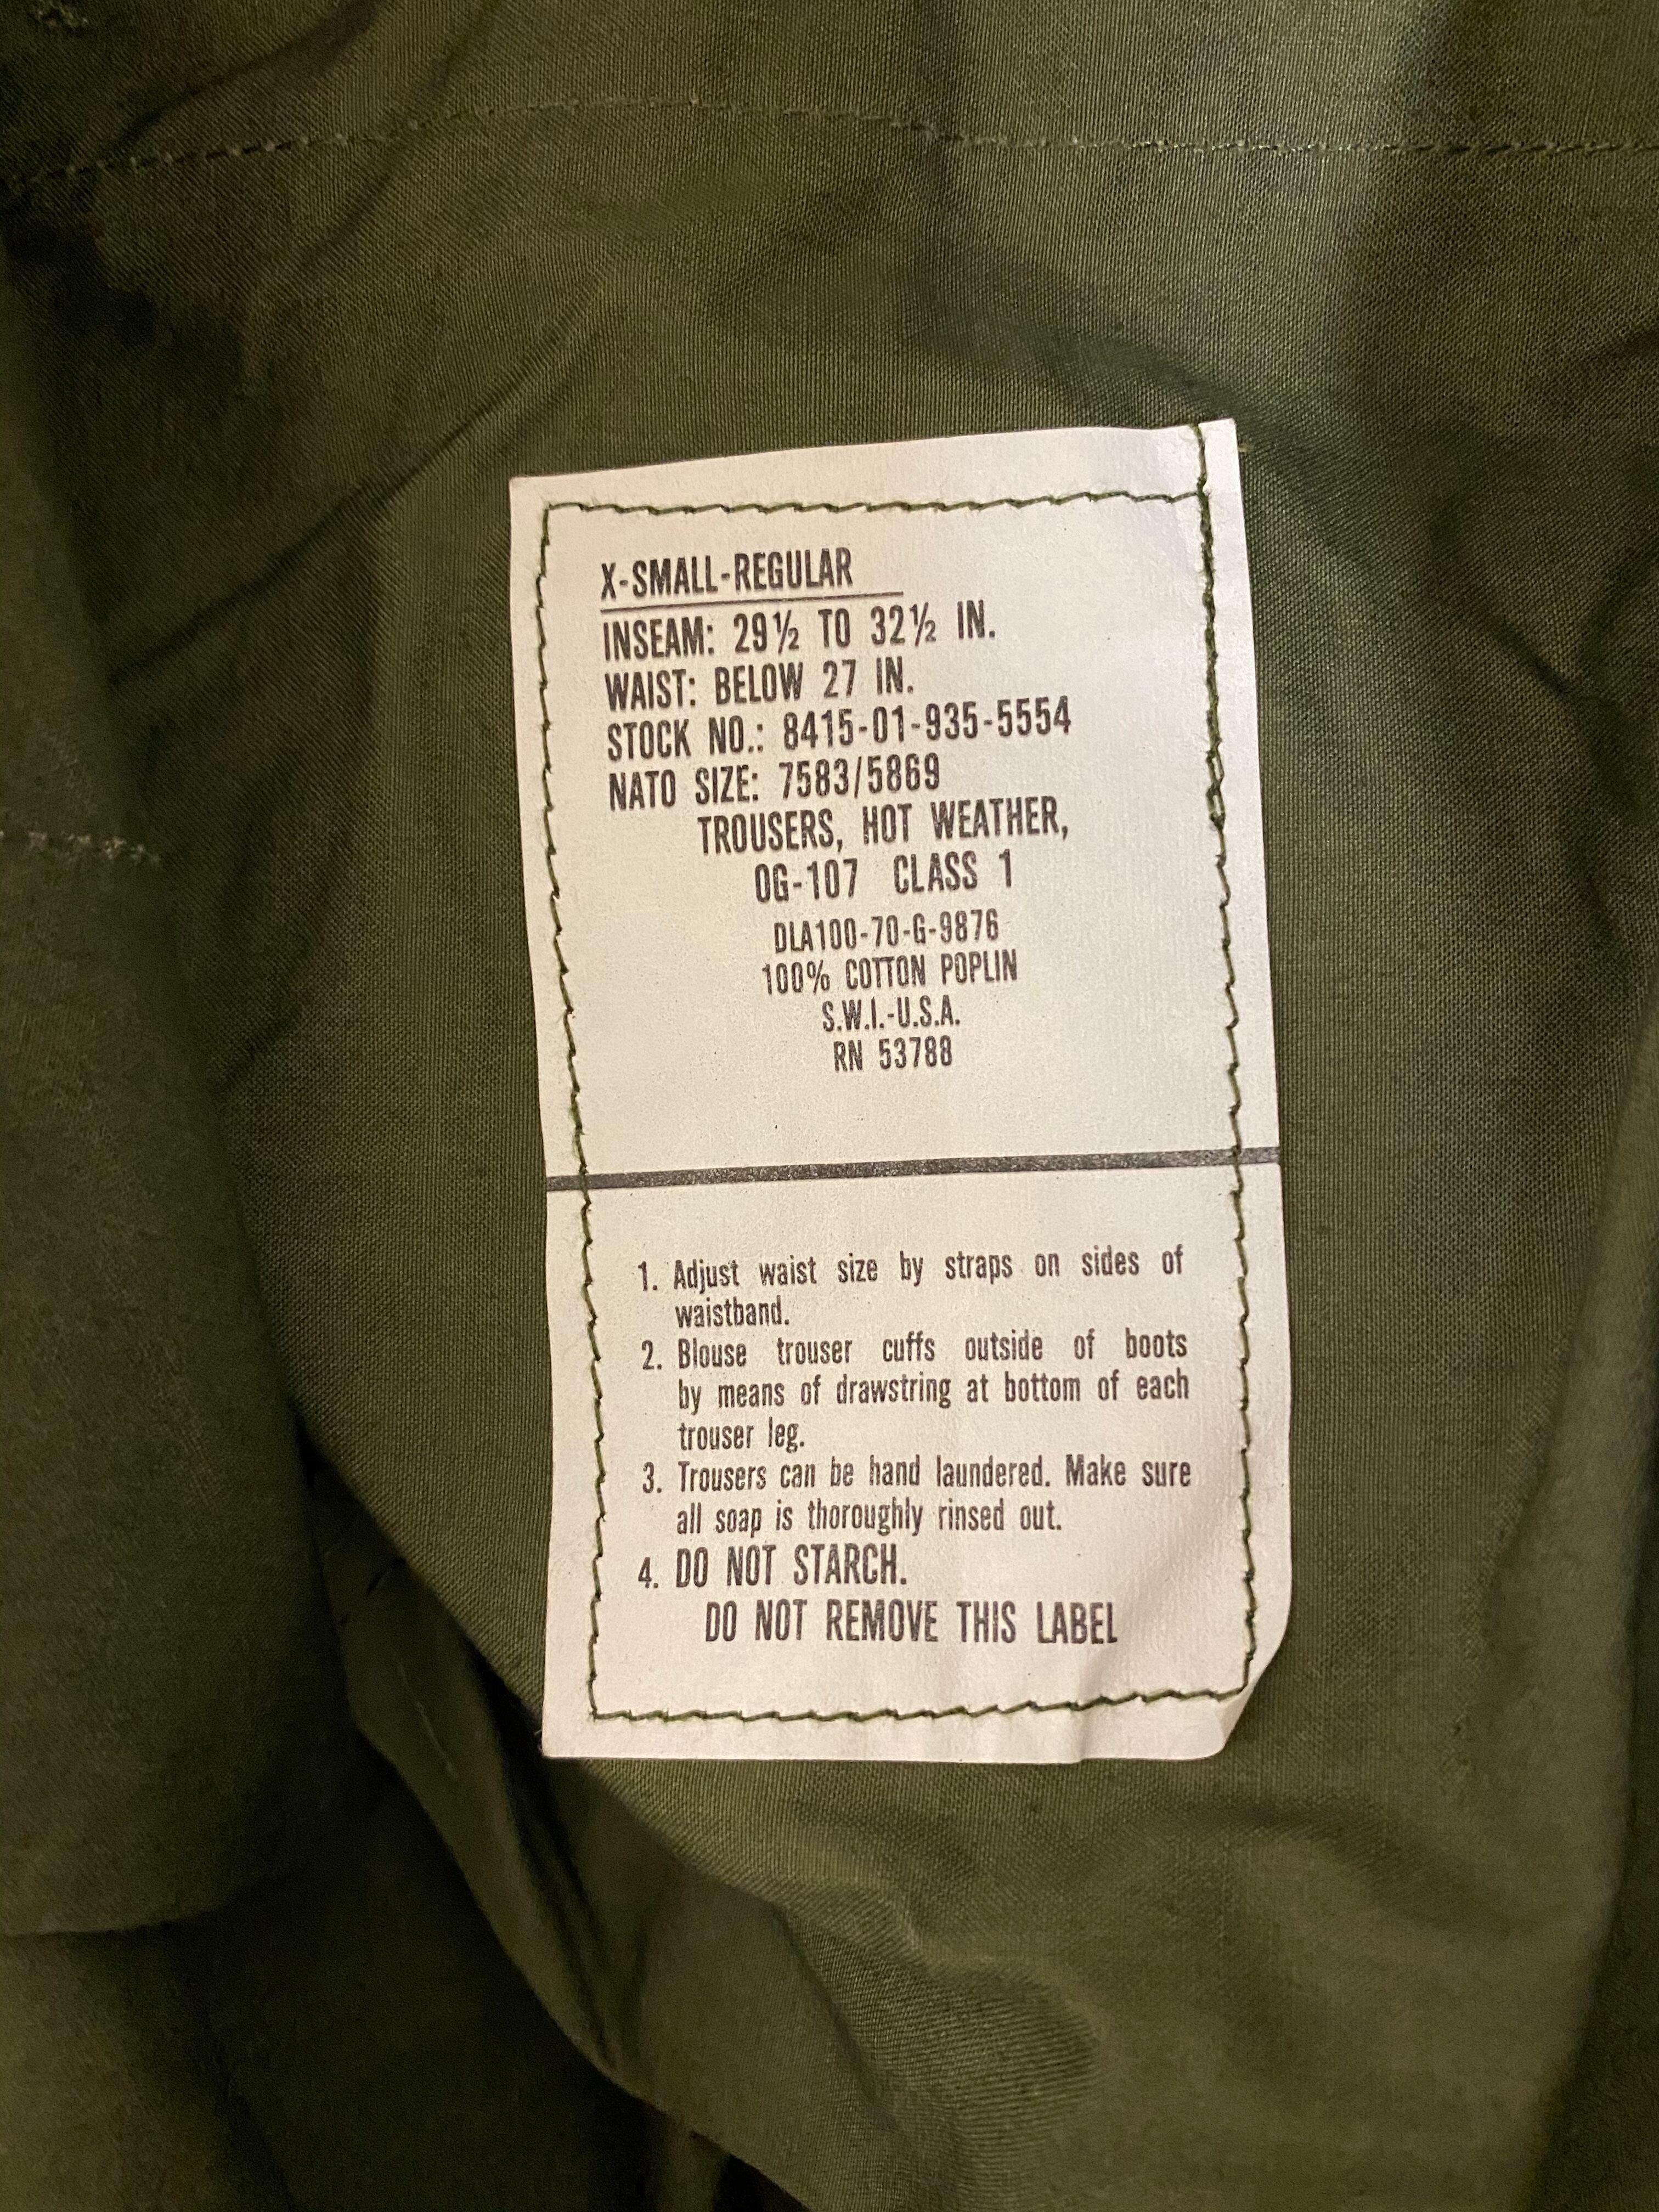 X-SMALL-REGULAR
INSEAM: 29½ TO 32½ IN.
WAIST: BELOW 27 IN.
STOCK NO.: 8415-01-935-5554
NATO SIZE: 7583/5869
TROUSERS, HOT WEATHER,
OG-107 CLASS 1
DLA100-70-G-9876
100% COTTON POPLIN
S.W.I.-U.S.A.
RN 53788
1. Adjust waist size by straps on sides of
waistband.
2. Blouse trouser cuffs outside of boots
by means of drawstring at bottom of each
trouser leg.
3. Trousers can be hand laundered. Make sure
all soap is thoroughly rinsed out.
4. DO NOT STARCH.
DO NOT REMOVE THIS LABEL